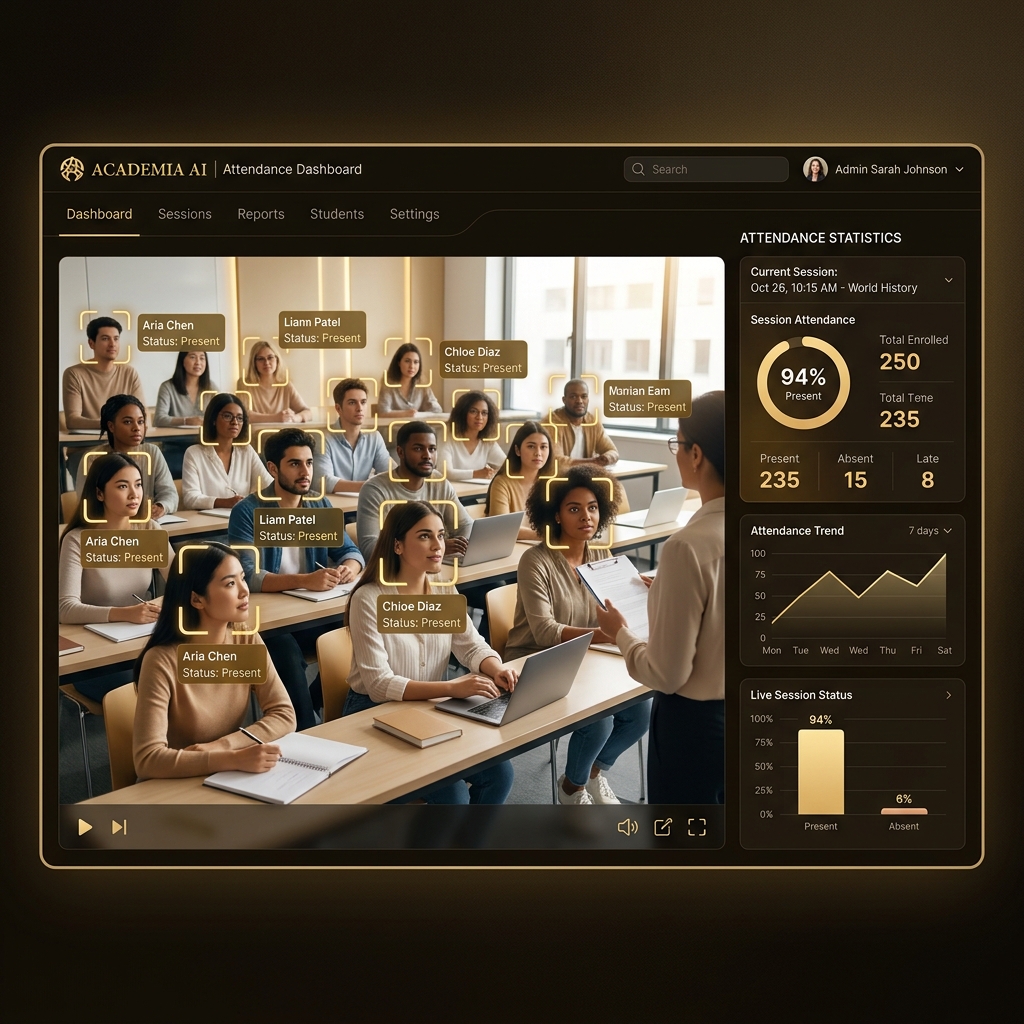 ACADEMIA AI | Attendance Dashboard
Search
Admin Sarah Johnson
Dashboard Sessions Reports Students Settings
Aria Chen
Status: Present
Liann Patel
Status: Present
Chloe Diaz
Status: Present
Status: Present
Aria Chen
Status: Present
Liam Patel
Status: Present
Chioe Diaz
Status: Present
Aria Chen
Status: Present
ATTENDANCE STATISTICS
Current Session:
Oct 26, 10:15 AM - World History
Session Attendance
94%
Present
Total Enrolled
250
Total Teme
235
Present
235
Absent
15
Late
8
Attendance Trend
7 days
100
75
50
25
0
Mon Tue Wed Wed Thu Fri Sat
Live Session Status
100%
75%
50%
25%
0%
94%
6%
Present
Absent